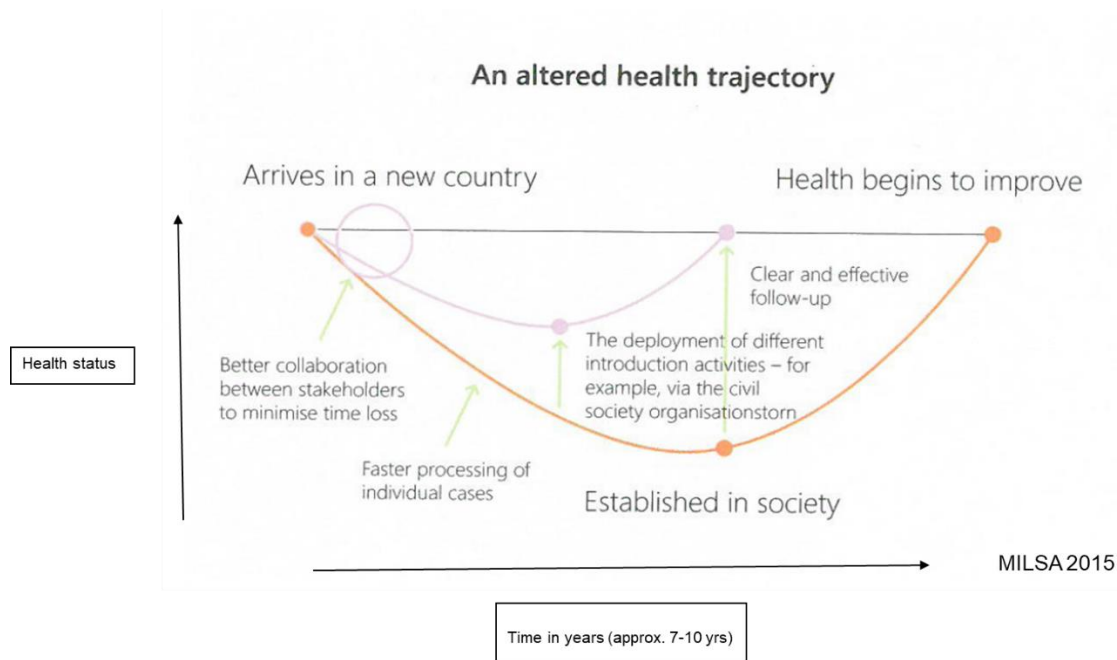 An altered health trajectory
Arrives in a new country
Health begins to improve
Clear and effective
follow-up
Health status
Better collaboration
between stakeholders
to minimise time loss
The deployment of different
introduction activities – for
example, via the civil
society organisationstorn
Faster processing of
individual cases
Established in society
MILSA 2015
Time in years (approx. 7-10 yrs)